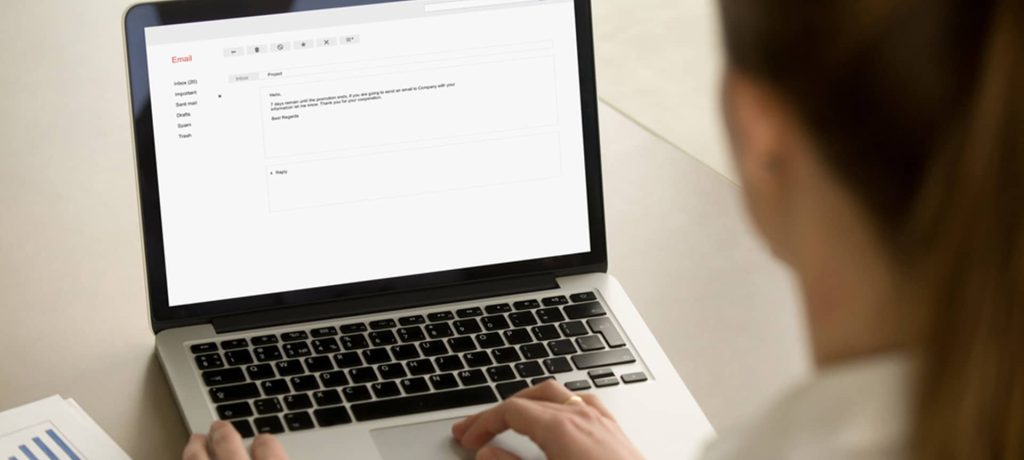 Email
Inbox (20)
Important
Sent mail
Drafts
Spam
Trash
Inbox
Project
Hello,
7 days remain until the promotion ends, if you are going to send an email to Company with your
information let me know. Thank you for your cooperation.
Best Regards
Reply